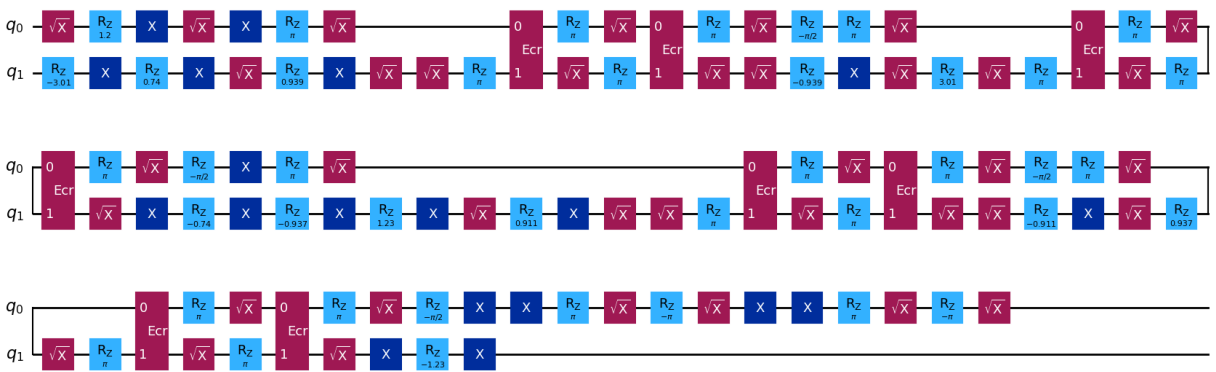 q0 √X RZ 1.2 X √X X RZ π √X 0 RZ π √X 0 RZ π √X RZ −π/2 RZ π √X 0 RZ π √X
Ecr Ecr Ecr
q1 RZ −3.01 X RZ 0.74 X √X RZ 0.939 X √X √X RZ π 1 √X RZ π 1 √X √X RZ −0.939 X √X RZ 3.01 √X RZ π 1 √X RZ π
q0 0 RZ π √X RZ −π/2 X RZ π √X 0 RZ π √X 0 RZ π √X RZ −π/2 RZ π √X
Ecr Ecr Ecr
q1 1 √X X RZ −0.74 X RZ −0.937 X RZ 1.23 X √X RZ 0.911 X √X √X RZ π 1 √X RZ π 1 √X √X RZ −0.911 X √X RZ 0.937
q0 0 RZ π √X 0 RZ π √X RZ −π/2 X X RZ π √X RZ −π √X X X RZ π √X RZ −π √X
Ecr Ecr
q1 √X RZ π 1 √X RZ π 1 √X X RZ −1.23 X